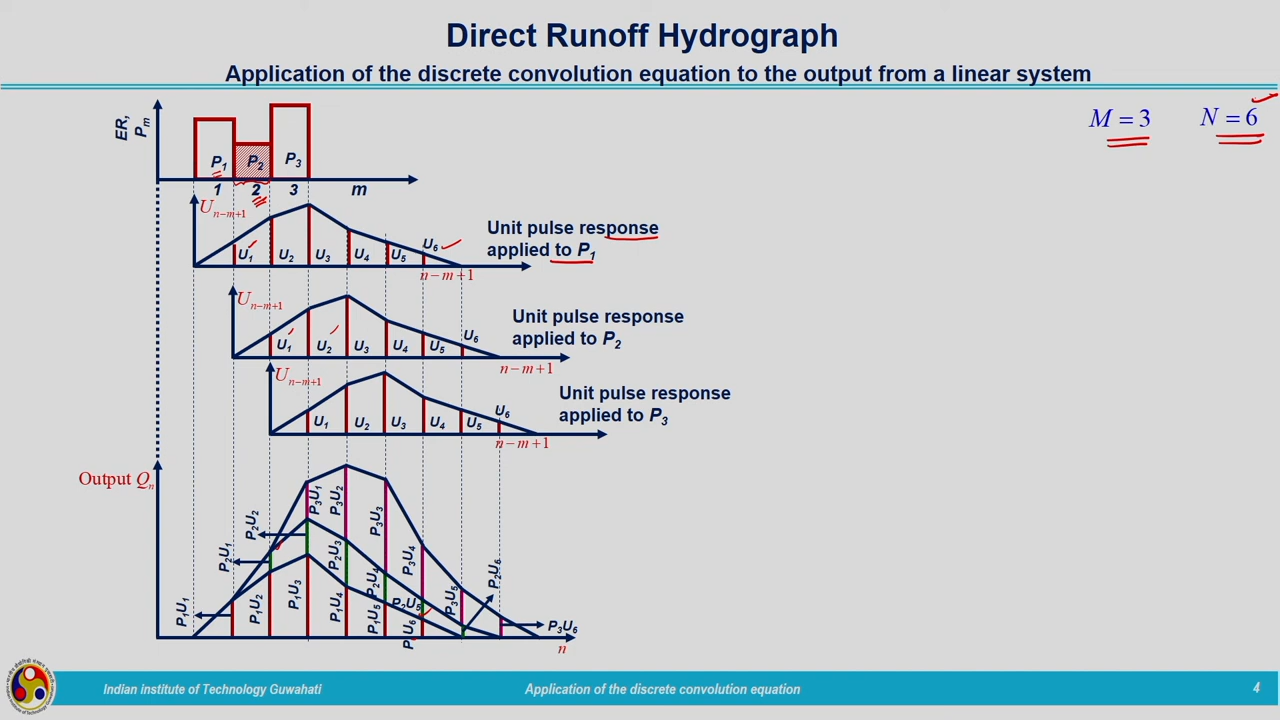 Direct Runoff Hydrograph
Application of the discrete convolution equation to the output from a linear system
M = 3
N = 6
ER, Pm
P1
P2
P3
1
2
3
m
Un−m+1
U1
U2
U3
U4
U5
U6
n−m+1
Unit pulse response
applied to P1
Un−m+1
U1
U2
U3
U4
U5
U6
n−m+1
Unit pulse response
applied to P2
Un−m+1
U1
U2
U3
U4
U5
U6
n−m+1
Unit pulse response
applied to P3
Output Qn
P1U1
P2U1
P2U2
P1U2
P1U3
P3U1
P3U2
P2U3
P1U4
P3U3
P2U4
P1U5
P3U4
P2U5
P1U6
P3U5
P2U6
P3U6
n
Indian institute of Technology Guwahati
Application of the discrete convolution equation
4